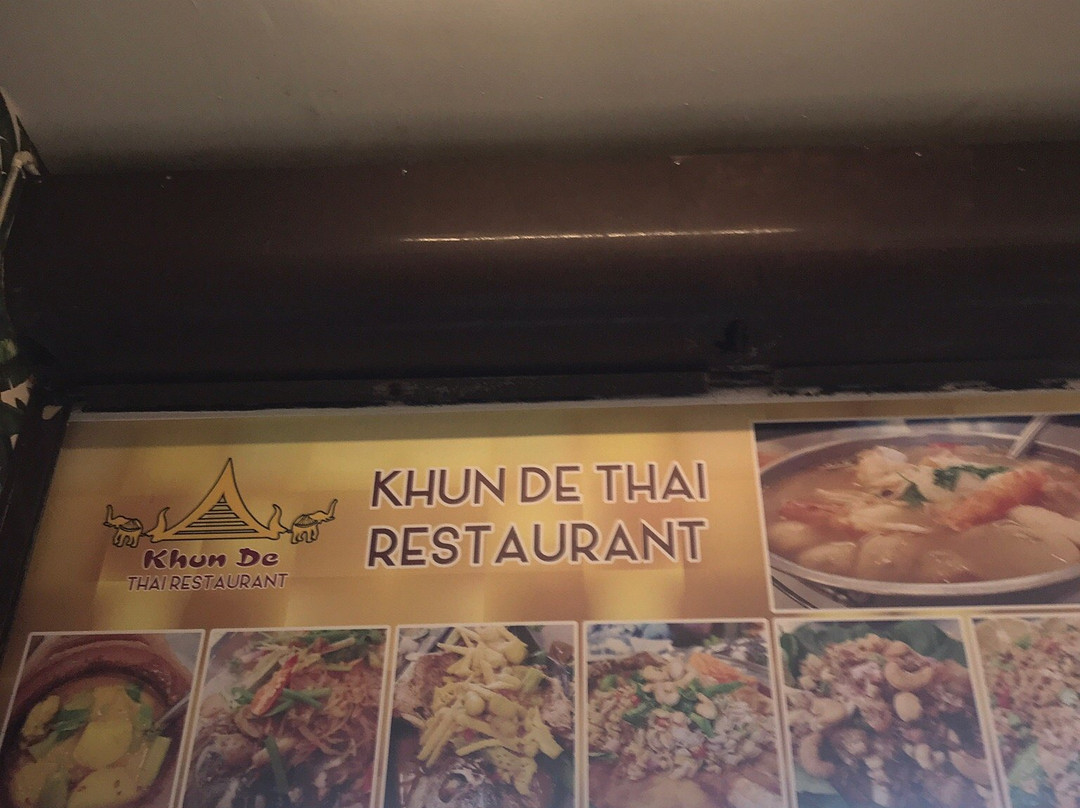 Khun De
THAI RESTAURANT
KHUN DE THAI
RESTAURANT